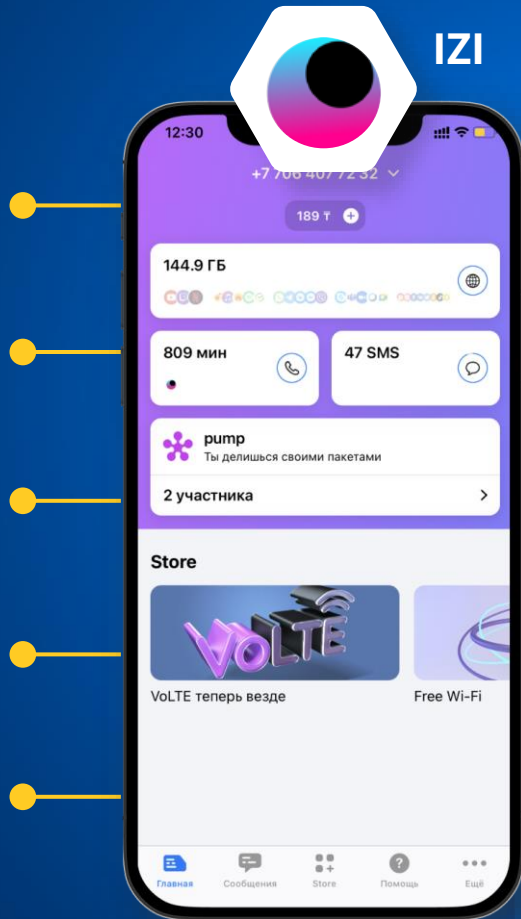 IZI
12:30
+7 706 407 72 32
189 ₸
144.9 ГБ
809 мин
47 SMS
pump
Ты делишься своими пакетами
2 участника
Store
VOLTE
VoLTE теперь везде
Free Wi-Fi
Главная
Сообщения
Store
Помощь
Ещё